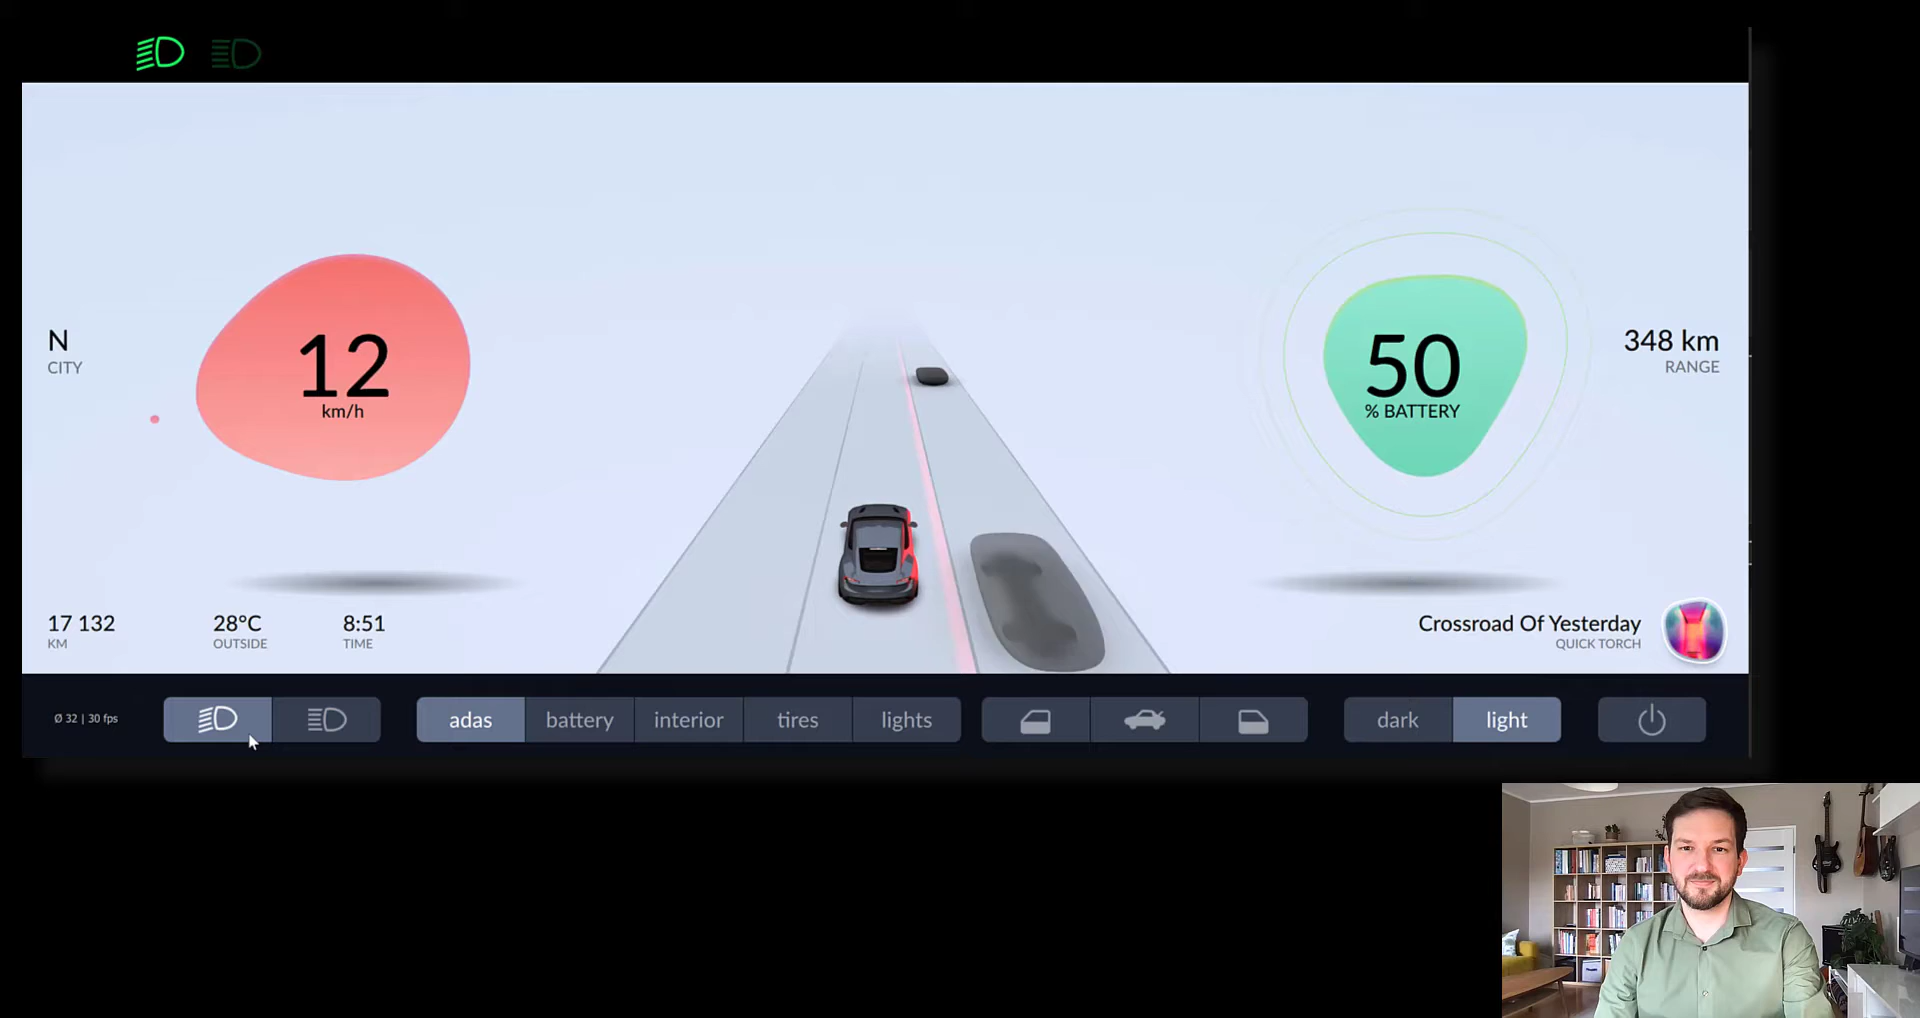 12
km/h
N
CITY
50
% BATTERY
348 km
RANGE
17 132
KM
28°C
OUTSIDE
8:51
TIME
Crossroad Of Yesterday
QUICK TORCH
Ø 32 | 30 fps
adas
battery
interior
tires
lights
dark
light